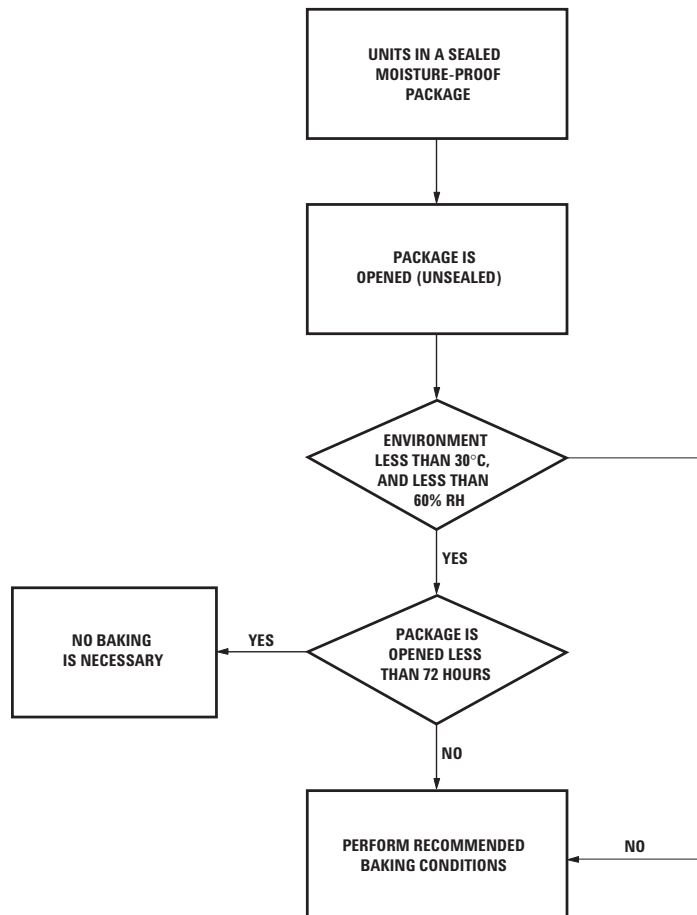 UNITS IN A SEALED
MOISTURE-PROOF
PACKAGE
PACKAGE IS
OPENED (UNSEALED)
ENVIRONMENT
LESS THAN 30°C,
AND LESS THAN
60% RH
YES
NO BAKING
IS NECESSARY
YES
PACKAGE IS
OPENED LESS
THAN 72 HOURS
NO
PERFORM RECOMMENDED
BAKING CONDITIONS
NO